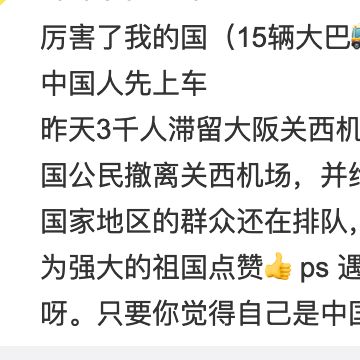 厉害了我的国（15辆大巴🚌
中国人先上车
昨天3千人滞留大阪关西机
国公民撤离关西机场，并
国家地区的群众还在排队，
为强大的祖国点赞👍 ps 遇
呀。只要你觉得自己是中国